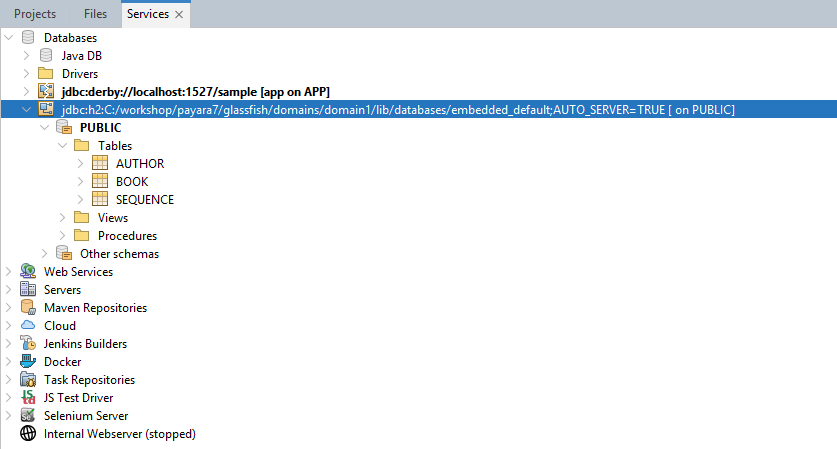 Projects Files Services
Databases
Java DB
Drivers
jdbc:derby://localhost:1527/sample [app on APP]
jdbc:h2:C:/workshop/payara7/glassfish/domains/domain1/lib/databases/embedded_default;AUTO_SERVER=TRUE [ on PUBLIC]
PUBLIC
Tables
AUTHOR
BOOK
SEQUENCE
Views
Procedures
Other schemas
Web Services
Servers
Maven Repositories
Cloud
Jenkins Builders
Docker
Task Repositories
JS Test Driver
Selenium Server
Internal Webserver (stopped)